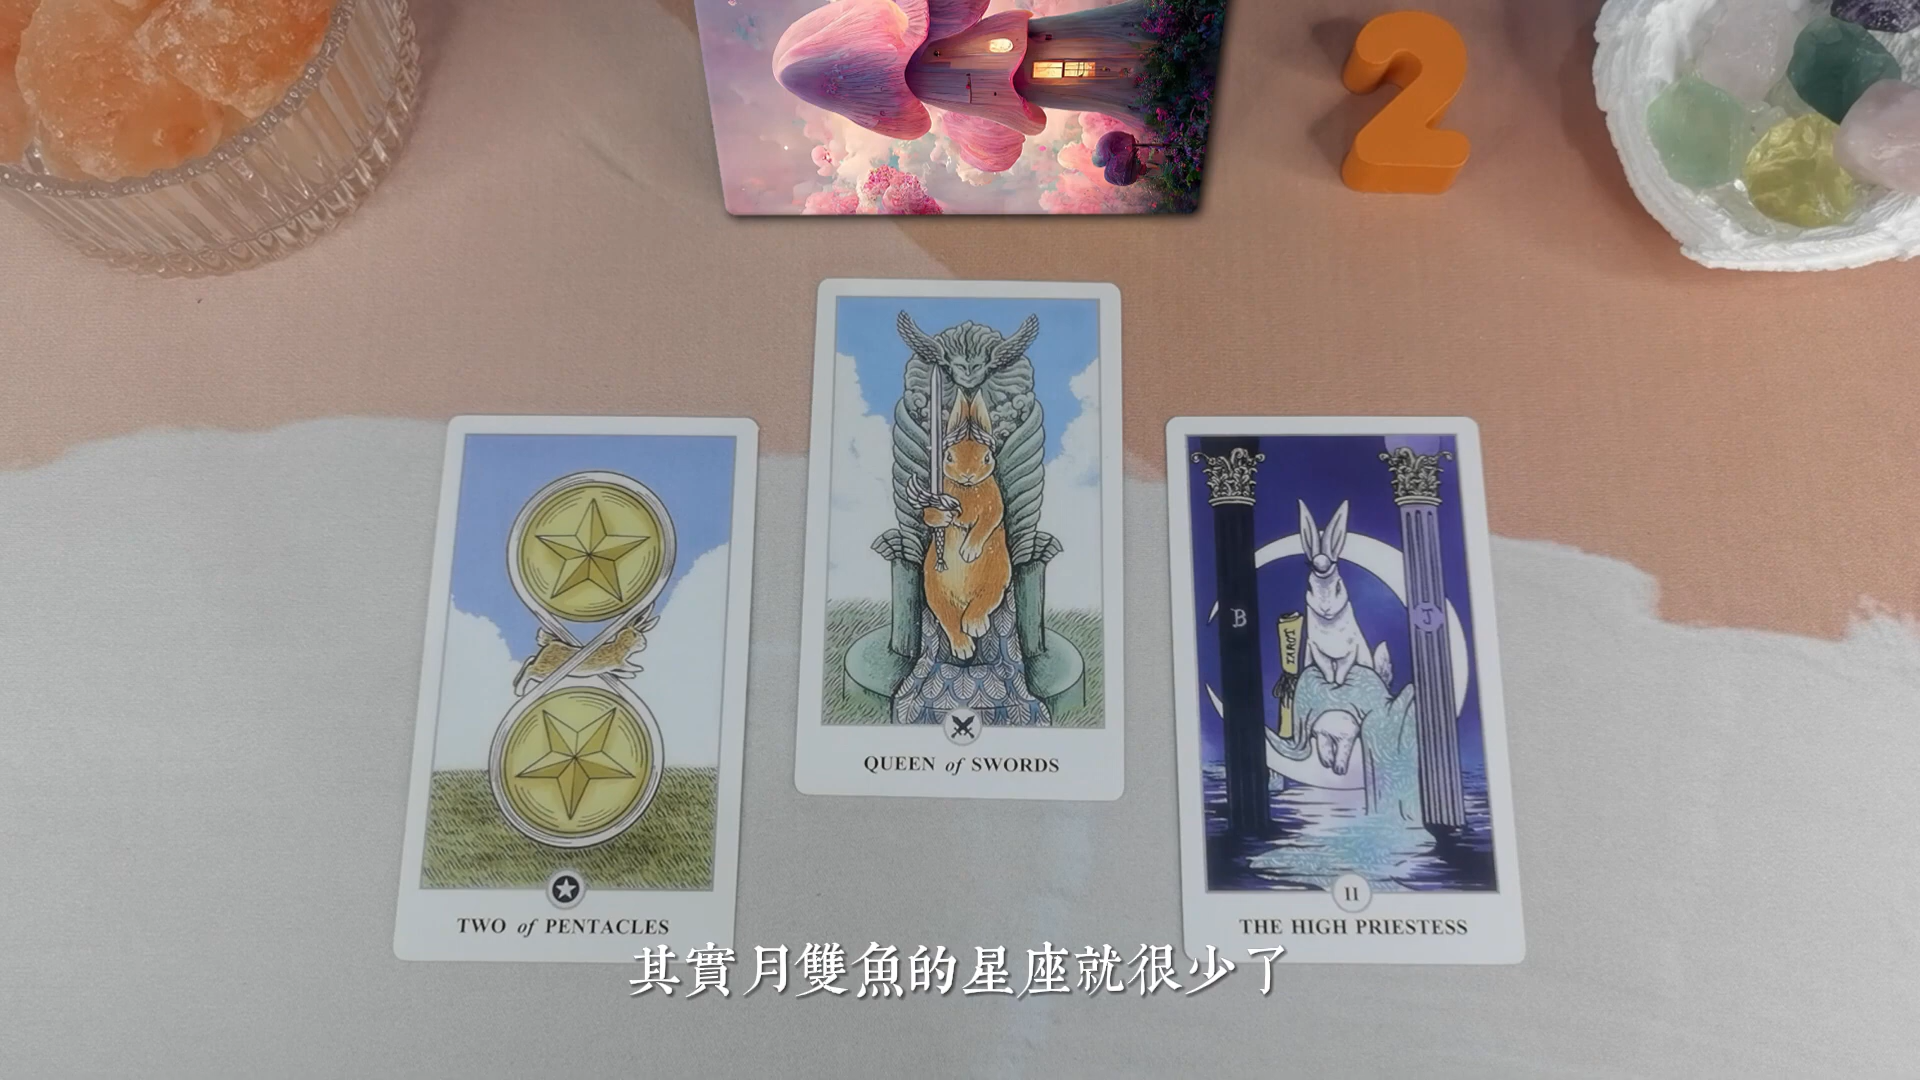 2
QUEEN of SWORDS
B
J
TAROT
II
TWO of PENTACLES
THE HIGH PRIESTESS
其實月雙魚的星座就很少了